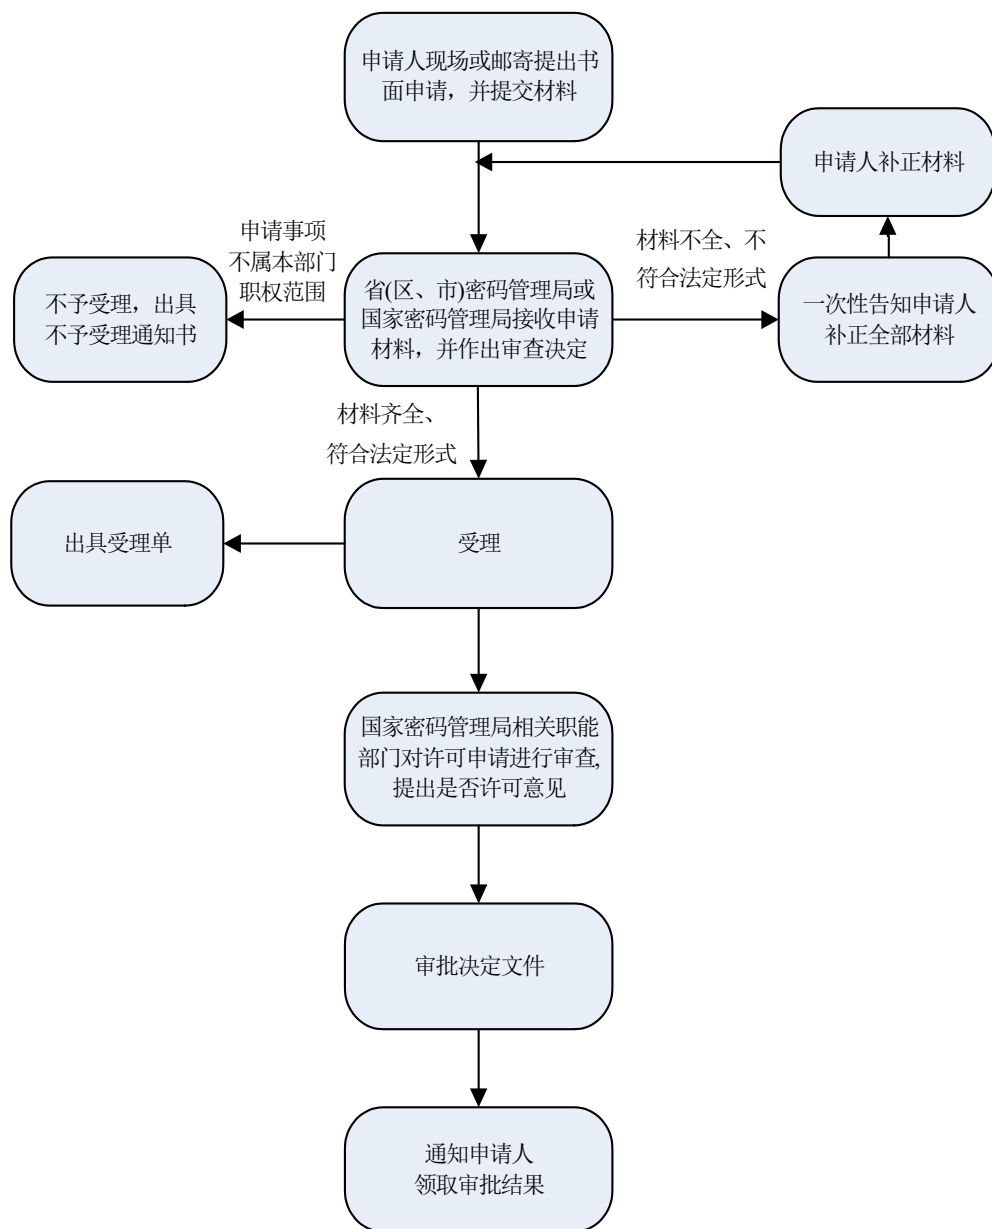 申请人现场或邮寄提出书
面申请，并提交材料
申请人补正材料
申请事项
不属本部门
职权范围
材料不全、不
符合法定形式
不予受理，出具
不予受理通知书
省(区、市)密码管理局或
国家密码管理局接收申请
材料，并作出审查决定
一次性告知申请人
补正全部材料
材料齐全、
符合法定形式
出具受理单
受理
国家密码管理局相关职能
部门对许可申请进行审查,
提出是否许可意见
审批决定文件
通知申请人
领取审批结果